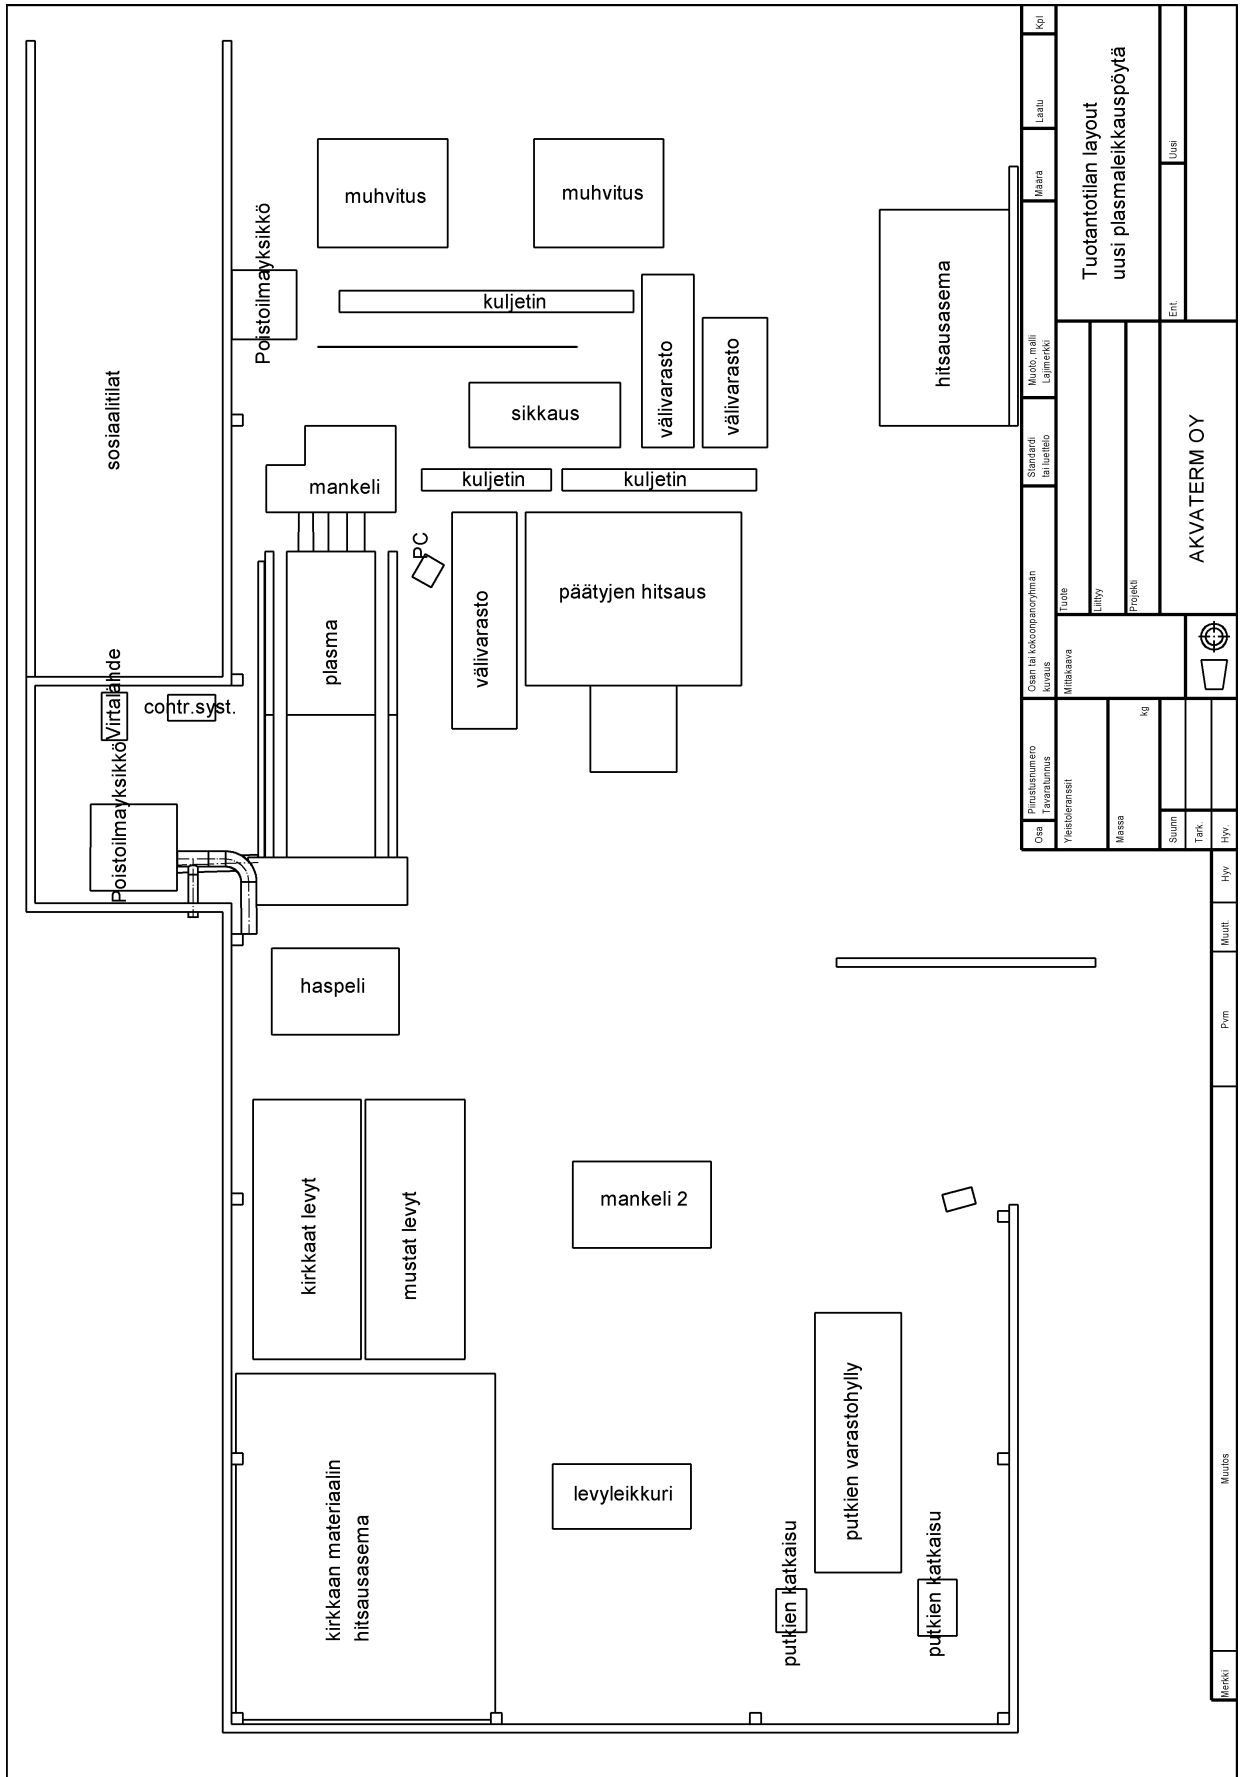 muhvitus
muhvitus
Poistoilmayksikkö
kuljetin
välivarasto
välivarasto
hitsausasema
sosiaalitilat
sikkaus
mankeli
kuljetin
kuljetin
PC
plasma
välivarasto
päätyjen hitsaus
Virtalähde
contr.syst.
Poistoilmayksikkö
haspeli
kirkkaat levyt
mustat levyt
mankeli 2
kirkkaan materiaalin
hitsausasema
levyleikkuri
putkien varastohylly
putkien katkaisu
putkien katkaisu
Osa
Piirustusnumero
Tavaratunnus
Osan tai kokoonpanoryhmän
kuvaus
Standardi
tai luettelo
Muoto, malli
Lajimerkki
Määrä
Laatu
Kpl
Yleistoleranssit
Massa
kg
Mittakaava
Tuote
Liittyy
Projekti
Tuotantotilan layout
uusi plasmaleikkauspöytä
Suunn
Tark.
Hyv.
AKVATERM OY
Ent.
Uusi
Merkki
Muutos
Pvm
Muutt.
Hyv